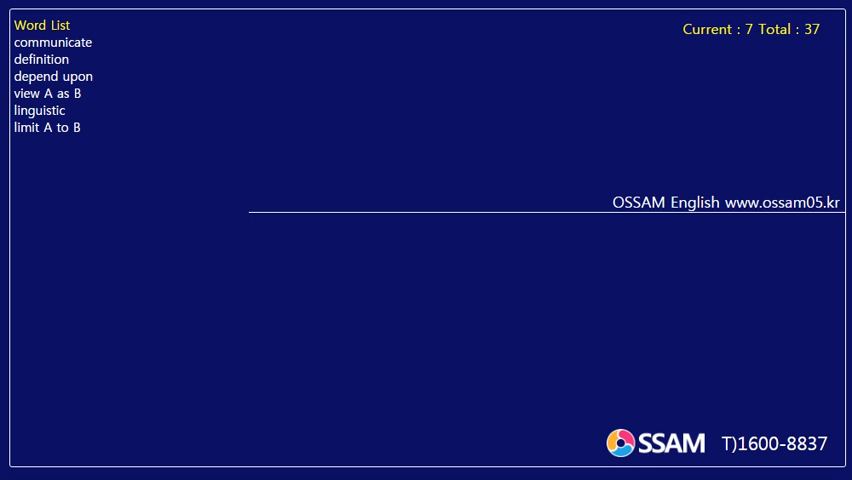 Word List
Current : 7 Total : 37
communicate
definition
depend upon
view A as B
linguistic
limit A to B
OSSAM English www.ossam05.kr
OSSAM T)1600-8837